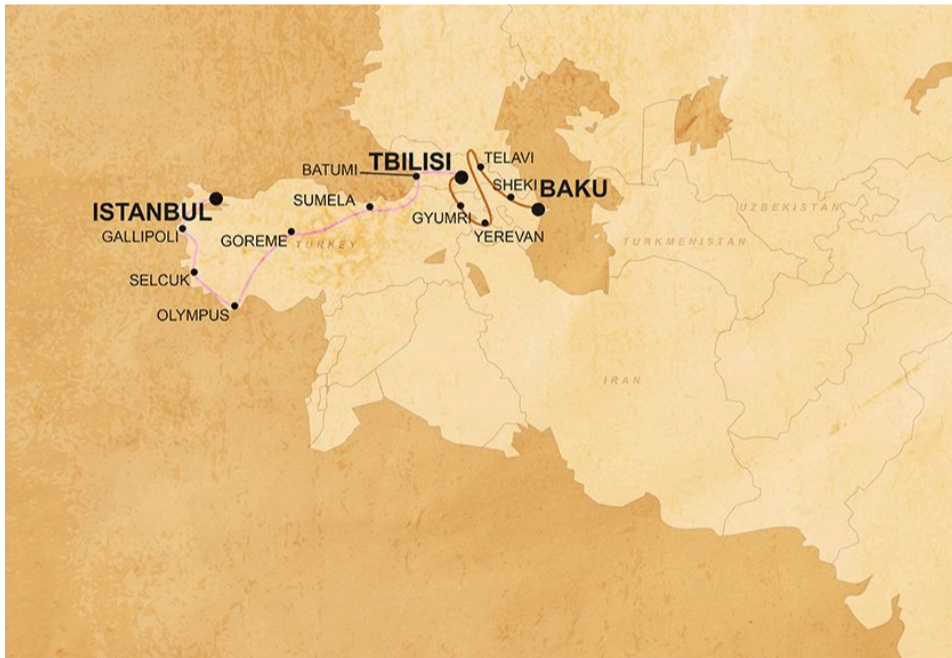 TELAVI
BATUMI
TBILISI
SHEKI
BAKU
SUMELA
ISTANBUL
GYUMRI
UZBEKISTAN
GALLIPOLI
GOREME
TURKEY
YEREVAN
TURKMENISTAN
SELCUK
OLYMPUS
IRAN